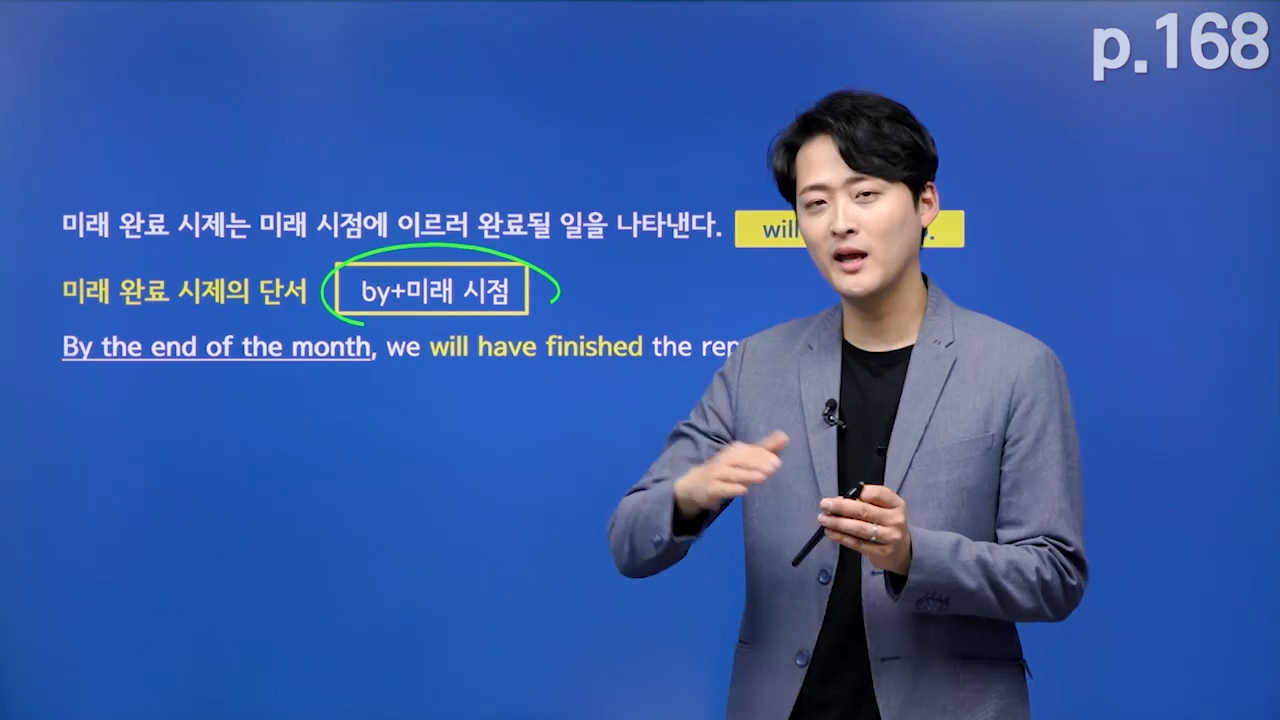 p.168
미래 완료 시제는 미래 시점에 이르러 완료될 일을 나타낸다. will
미래 완료 시제의 단서 by+미래 시점
By the end of the month, we will have finished the